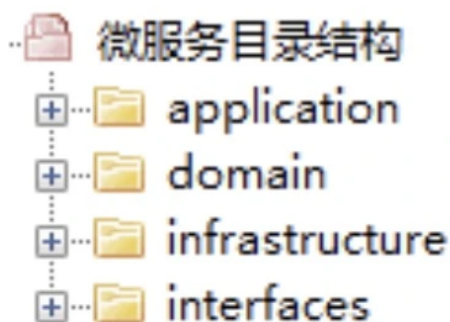 微服务目录结构
application
domain
infrastructure
interfaces